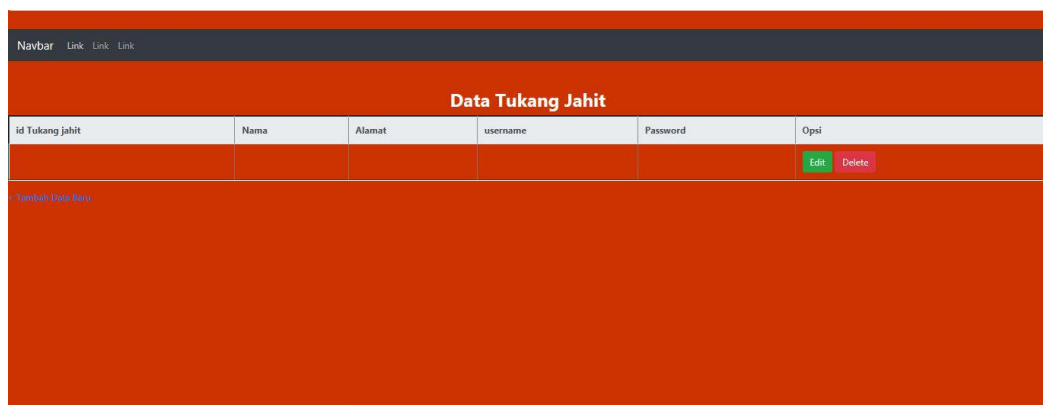 Navbar Link Link Link
Data Tukang Jahit
id Tukang jahit Nama Alamat username Password Opsi
Edit Delete
+ Tambah Data Baru